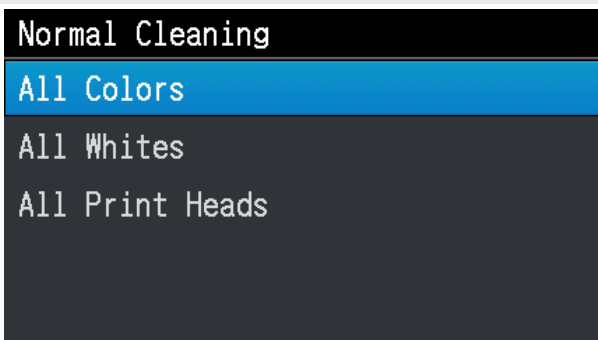 Normal Cleaning
All Colors
All Whites
All Print Heads